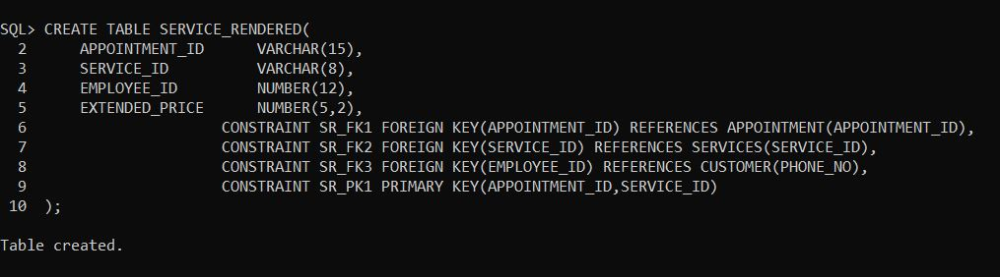 SQL> CREATE TABLE SERVICE_RENDERED(
  2     APPOINTMENT_ID      VARCHAR(15),
  3     SERVICE_ID          VARCHAR(8),
  4     EMPLOYEE_ID         NUMBER(12),
  5     EXTENDED_PRICE      NUMBER(5,2),
  6                     CONSTRAINT SR_FK1 FOREIGN KEY(APPOINTMENT_ID) REFERENCES APPOINTMENT(APPOINTMENT_ID),
  7                     CONSTRAINT SR_FK2 FOREIGN KEY(SERVICE_ID) REFERENCES SERVICES(SERVICE_ID),
  8                     CONSTRAINT SR_FK3 FOREIGN KEY(EMPLOYEE_ID) REFERENCES CUSTOMER(PHONE_NO),
  9                     CONSTRAINT SR_PK1 PRIMARY KEY(APPOINTMENT_ID,SERVICE_ID)
 10  );
Table created.